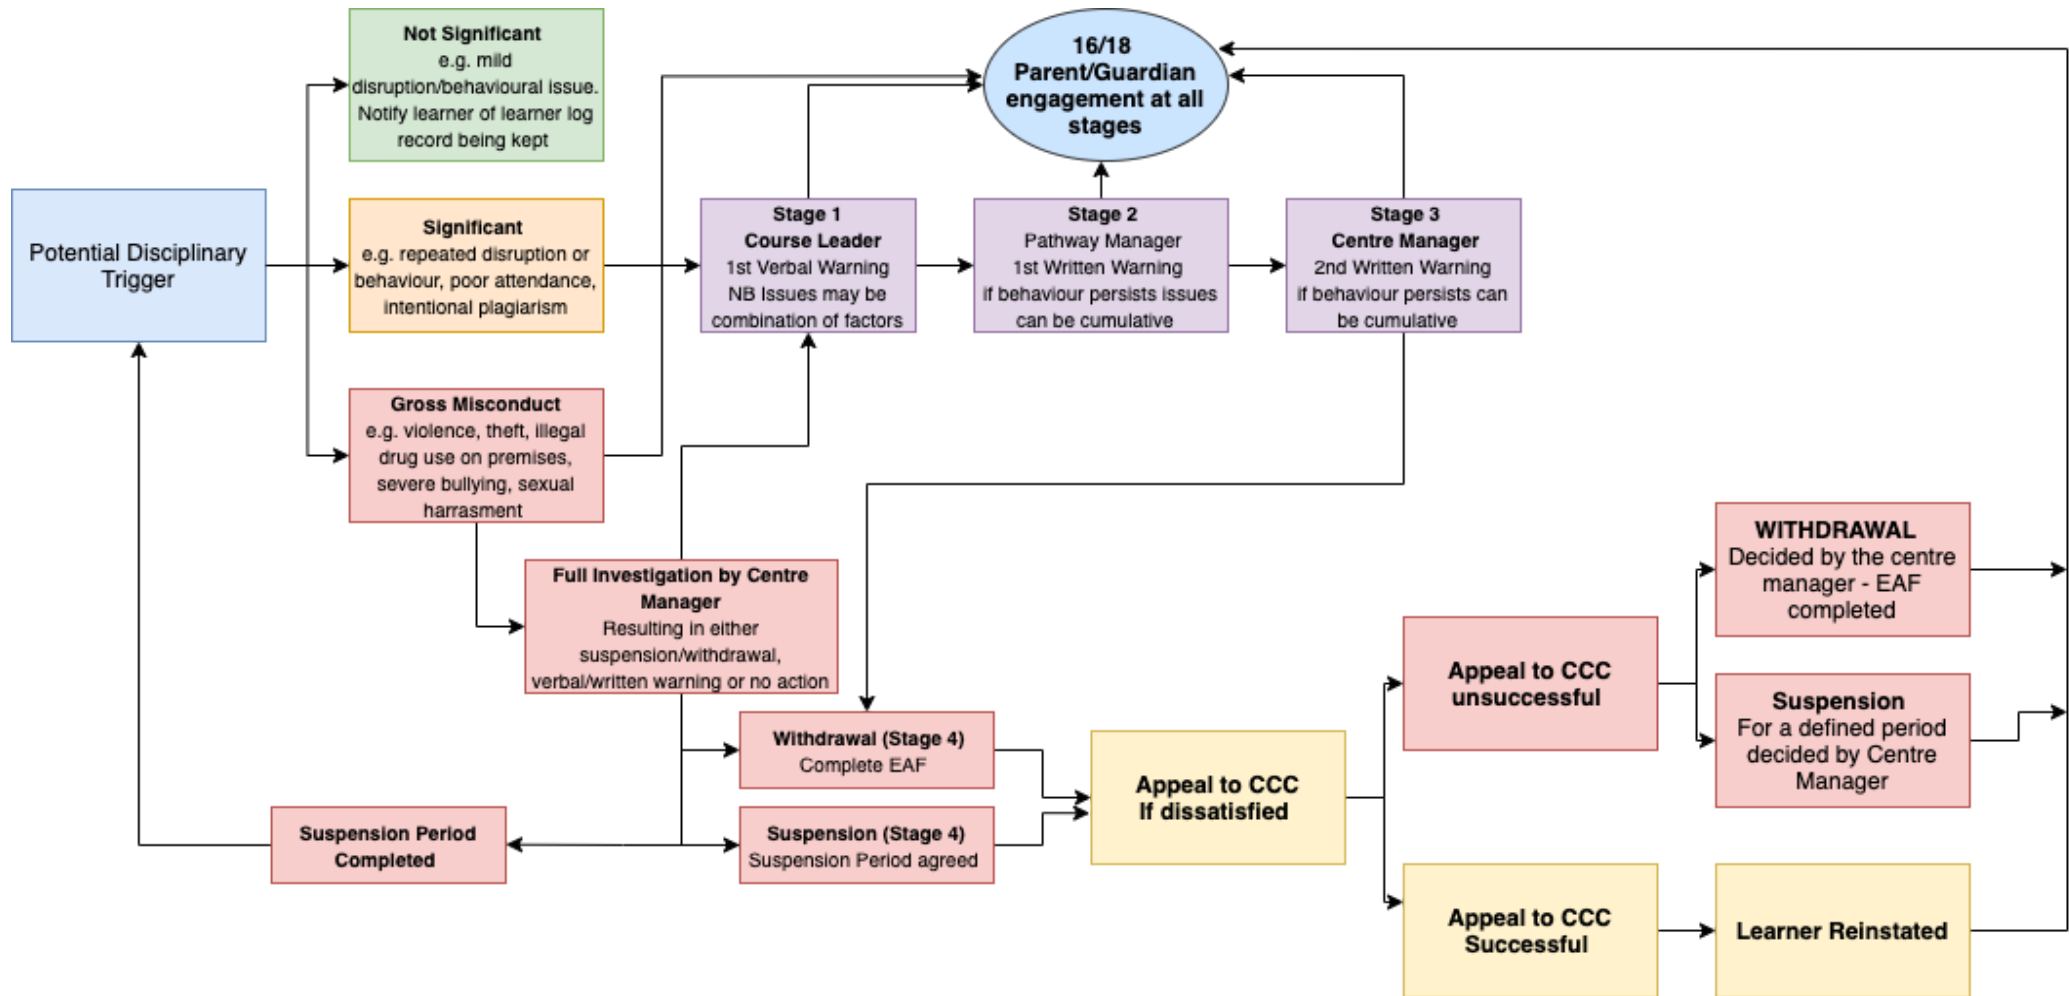 Not Significant
e.g. mild
disruption/behavioural issue.
Notify learner of learner log
record being kept
16/18
Parent/Guardian
engagement at all
stages
Potential Disciplinary
Trigger
Significant
e.g. repeated disruption or
behaviour, poor attendance,
intentional plagiarism
Stage 1
Course Leader
1st Verbal Warning
NB Issues may be
combination of factors
Stage 2
Pathway Manager
1st Written Warning
if behaviour persists issues
can be cumulative
Stage 3
Centre Manager
2nd Written Warning
if behaviour persists can
be cumulative
Gross Misconduct
e.g. violence, theft, illegal
drug use on premises,
severe bullying, sexual
harrasment
Full Investigation by Centre
Manager
Resulting in either
suspension/withdrawal,
verbal/written warning or no action
Withdrawal (Stage 4)
Complete EAF
Suspension Period
Completed
Suspension (Stage 4)
Suspension Period agreed
Appeal to CCC
If dissatisfied
Appeal to CCC
unsuccessful
WITHDRAWAL
Decided by the centre
manager - EAF
completed
Suspension
For a defined period
decided by Centre
Manager
Appeal to CCC
Successful
Learner Reinstated